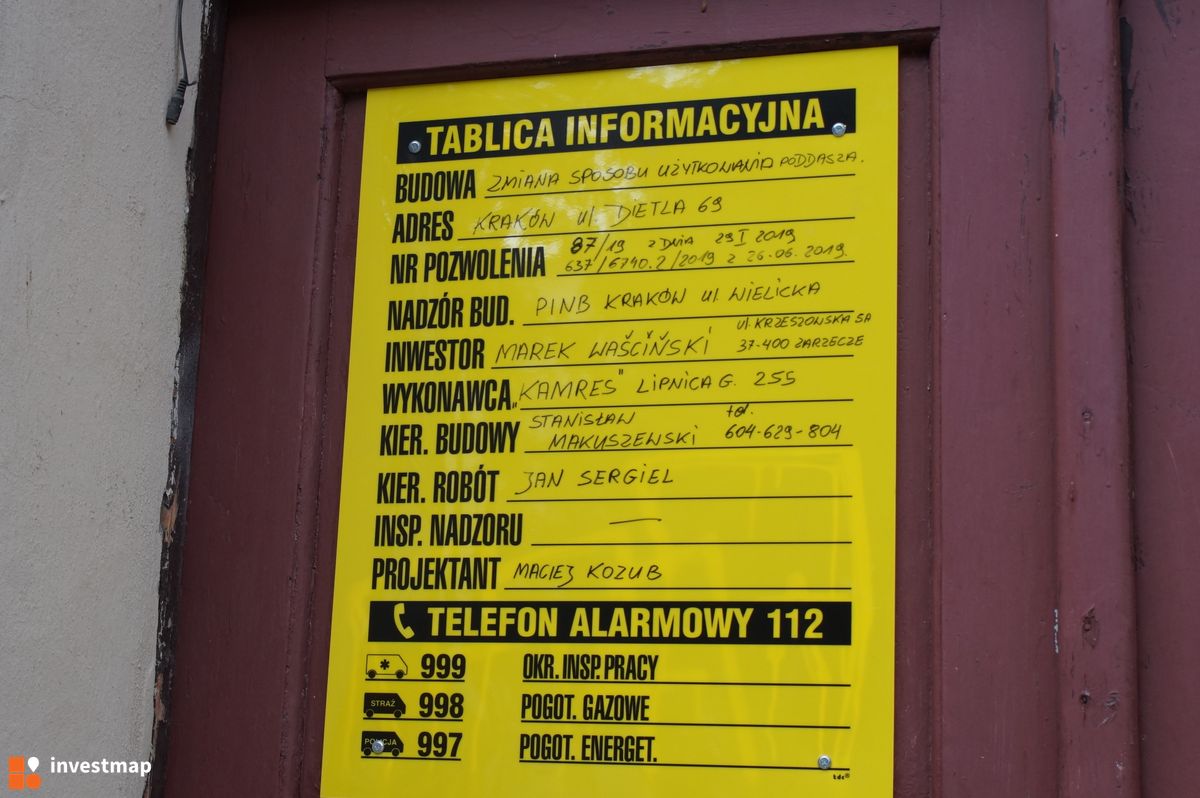 TABLICA INFORMACYJNA
BUDOWA ZMIANA SPOSOBU UŻYTKOWANIA PODDASZA.
ADRES KRAKÓW ul. DIETLA 69
NR POZWOLENIA 87/19 z DNIA 29 I 2019
637/6740.2/2019 z 26.06.2019.
NADZÓR BUD. PINB KRAKÓW ul. WIELICKA
INWESTOR MAREK WAŚCIŃSKI ul. KRZESZOWSKA 5A
37-400 ZARZECZE
WYKONAWCA „KAMRES" LIPNICA G. 255
KIER. BUDOWY STANISŁAW MAKUSZEWSKI tel. 604-629-804
KIER. ROBÓT JAN SERGIEL
INSP. NADZORU —
PROJEKTANT MACIEJ KOZUB
TELEFON ALARMOWY 112
999 OKR. INSP. PRACY
STRAŻ 998 POGOT. GAZOWE
POLICJA 997 POGOT. ENERGET.
tdc®
investmap